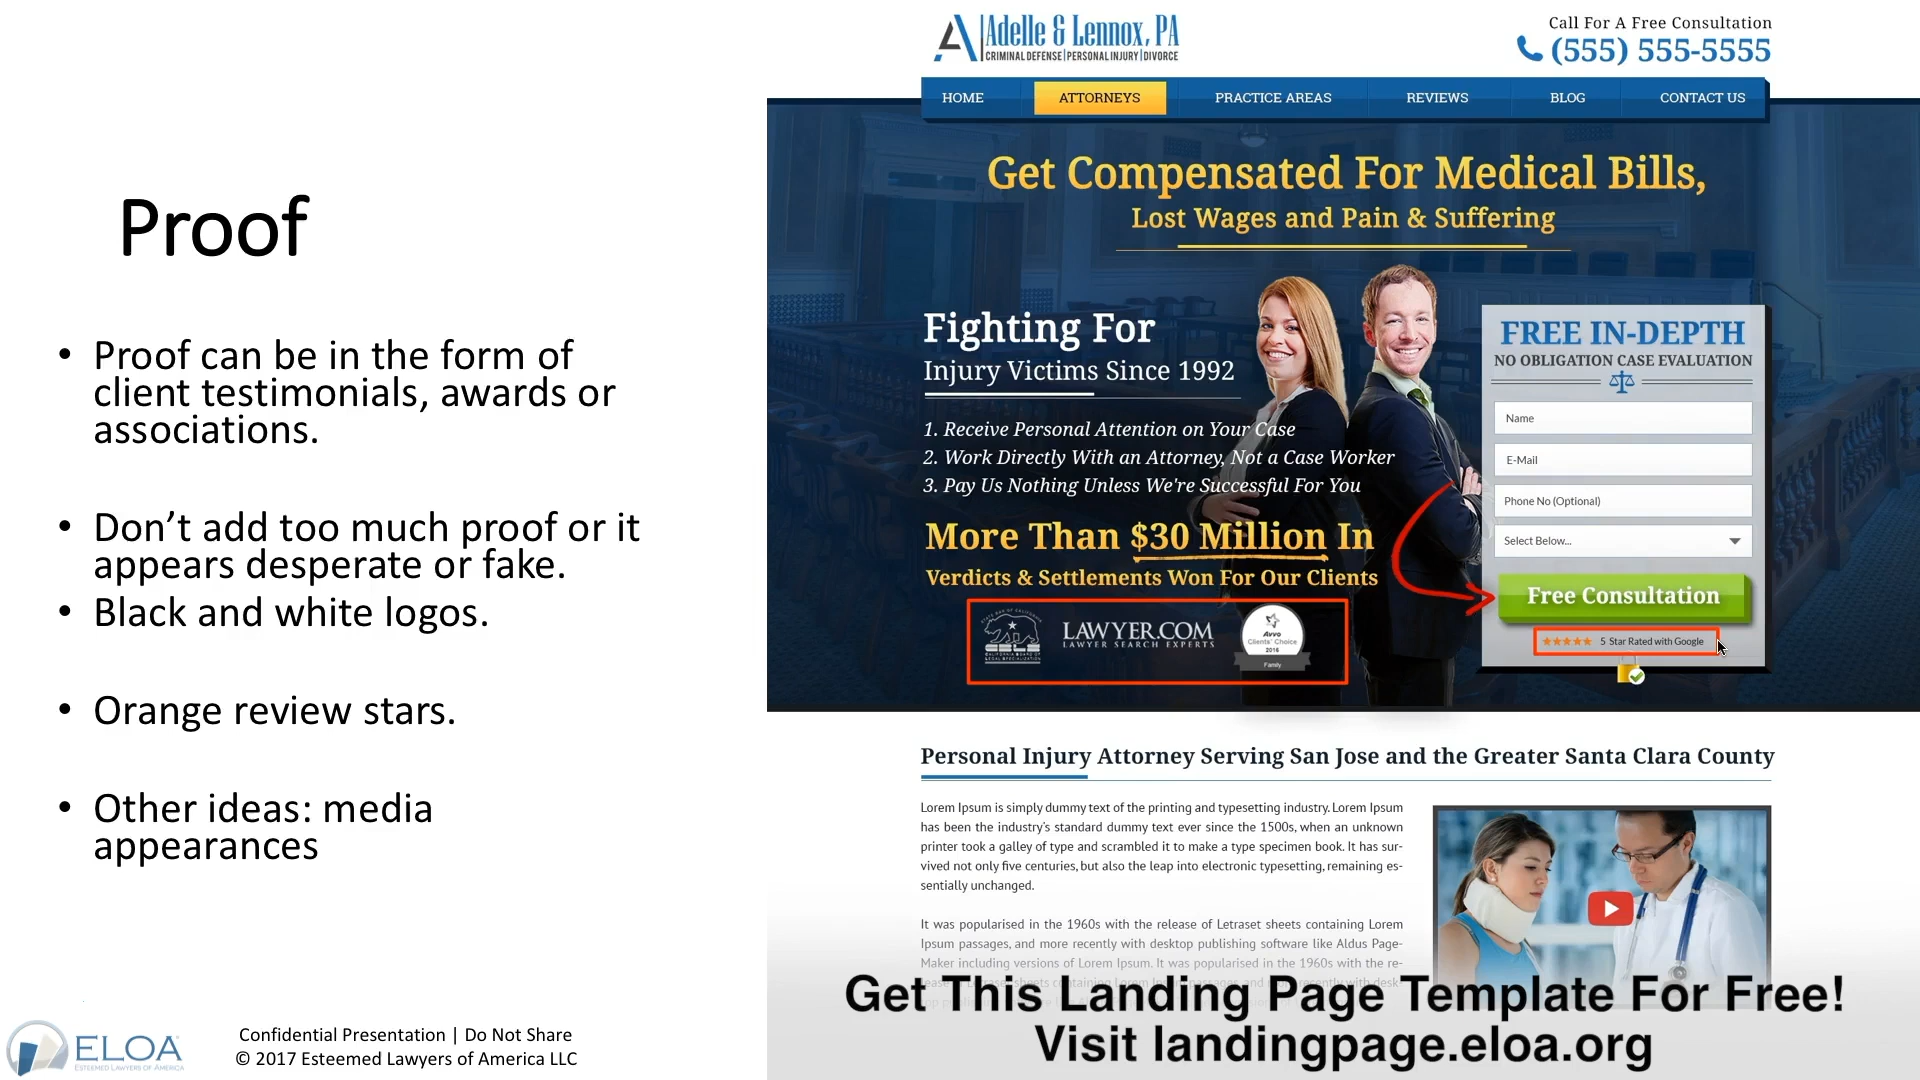 Proof
• Proof can be in the form of
client testimonials, awards or
associations.
• Don’t add too much proof or it
appears desperate or fake.
• Black and white logos.
• Orange review stars.
• Other ideas: media
appearances
ELOA
ESTEEMED LAWYERS OF AMERICA
Confidential Presentation | Do Not Share
© 2017 Esteemed Lawyers of America LLC
Adelle & Lennox, PA
CRIMINAL DEFENSE|PERSONAL INJURY|DIVORCE
Call For A Free Consultation
(555) 555-5555
HOME
ATTORNEYS
PRACTICE AREAS
REVIEWS
BLOG
CONTACT US
Get Compensated For Medical Bills,
Lost Wages and Pain & Suffering
Fighting For
Injury Victims Since 1992
1. Receive Personal Attention on Your Case
2. Work Directly With an Attorney, Not a Case Worker
3. Pay Us Nothing Unless We're Successful For You
More Than $30 Million In
Verdicts & Settlements Won For Our Clients
STATE BAR OF CALIFORNIA
CALIFORNIA BOARD OF
LEGAL SPECIALIZATION
LAWYER.COM
LAWYER SEARCH EXPERTS
Avvo
Clients' Choice
2016
Family
FREE IN-DEPTH
NO OBLIGATION CASE EVALUATION
Name
E-Mail
Phone No (Optional)
Select Below...
Free Consultation
5 Star Rated with Google
Personal Injury Attorney Serving San Jose and the Greater Santa Clara County
Lorem Ipsum is simply dummy text of the printing and typesetting industry. Lorem Ipsum
has been the industry's standard dummy text ever since the 1500s, when an unknown
printer took a galley of type and scrambled it to make a type specimen book. It has sur-
vived not only five centuries, but also the leap into electronic typesetting, remaining es-
sentially unchanged.
It was popularised in the 1960s with the release of Letraset sheets containing Lorem
Ipsum passages, and more recently with desktop publishing software like Aldus Page-
Maker including versions of Lorem Ipsum. It was popularised in the 1960s with the re-
Get This Landing Page Template For Free!
Visit landingpage.eloa.org